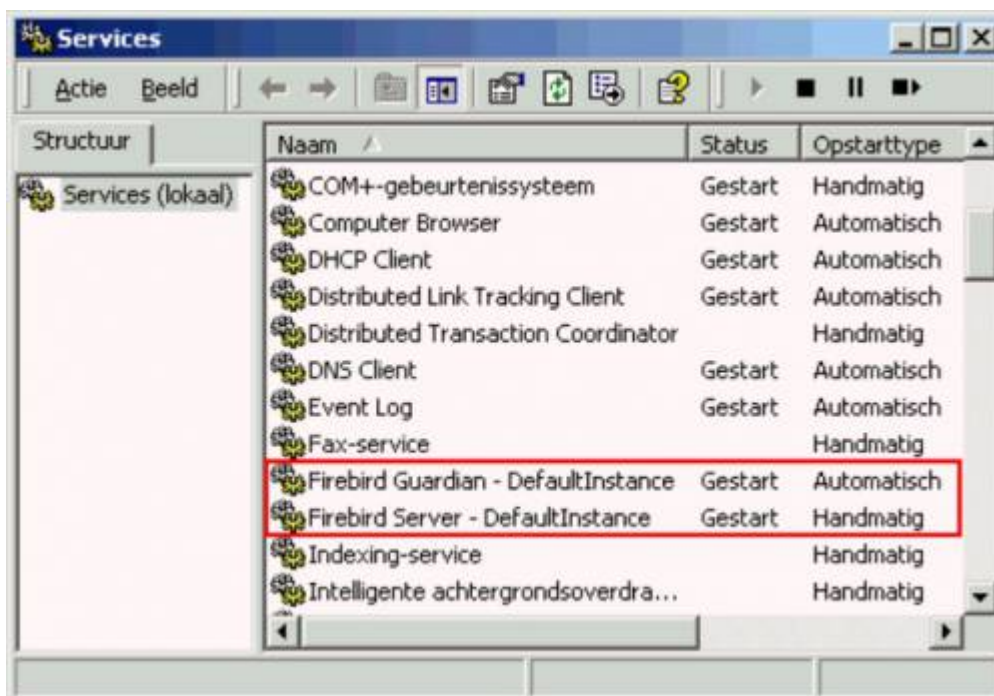 Services
Actie Beeld
Structuur
Services (lokaal)
Naam Status Opstarttype
COM+-gebeurtenissysteem Gestart Handmatig
Computer Browser Gestart Automatisch
DHCP Client Gestart Automatisch
Distributed Link Tracking Client Gestart Automatisch
Distributed Transaction Coordinator Handmatig
DNS Client Gestart Automatisch
Event Log Gestart Automatisch
Fax-service Handmatig
Firebird Guardian - DefaultInstance Gestart Automatisch
Firebird Server - DefaultInstance Gestart Handmatig
Indexing-service Handmatig
Intelligente achtergrondsoverdra... Handmatig